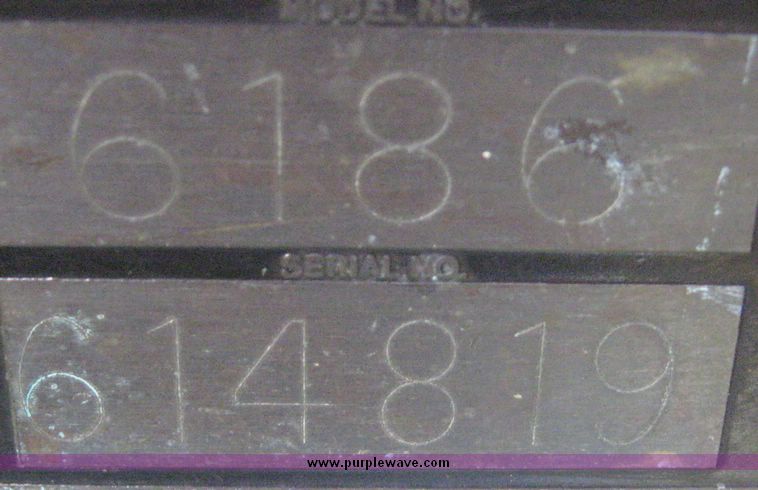 MODEL NO.
6186
SERIAL NO.
614819
www.purplewave.com